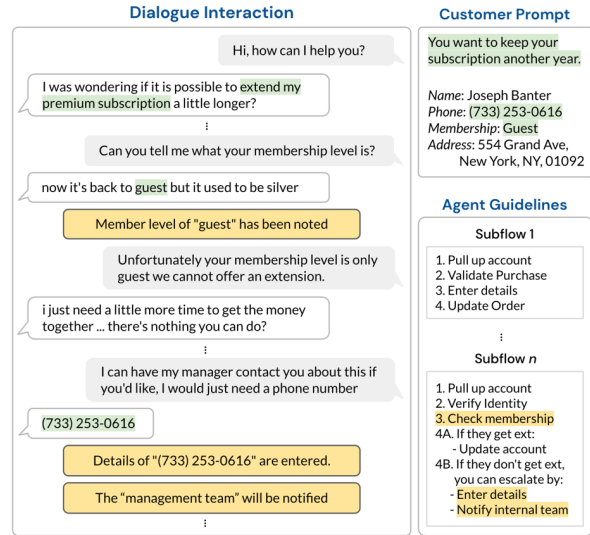 Dialogue Interaction
Hi, how can I help you?
I was wondering if it is possible to extend my
premium subscription a little longer?
⋮
Can you tell me what your membership level is?
now it's back to guest but it used to be silver
Member level of "guest" has been noted
Unfortunately your membership level is only
guest we cannot offer an extension.
i just need a little more time to get the money
together ... there's nothing you can do?
⋮
I can have my manager contact you about this if
you'd like, I would just need a phone number
(733) 253-0616
Details of "(733) 253-0616" are entered.
The "management team" will be notified
⋮
Customer Prompt
You want to keep your
subscription another year.
Name: Joseph Banter
Phone: (733) 253-0616
Membership: Guest
Address: 554 Grand Ave,
New York, NY, 01092
Agent Guidelines
Subflow 1
1. Pull up account
2. Validate Purchase
3. Enter details
4. Update Order
⋮
Subflow n
1. Pull up account
2. Verify Identity
3. Check membership
4A. If they get ext:
- Update account
4B. If they don't get ext,
you can escalate by:
- Enter details
- Notify internal team